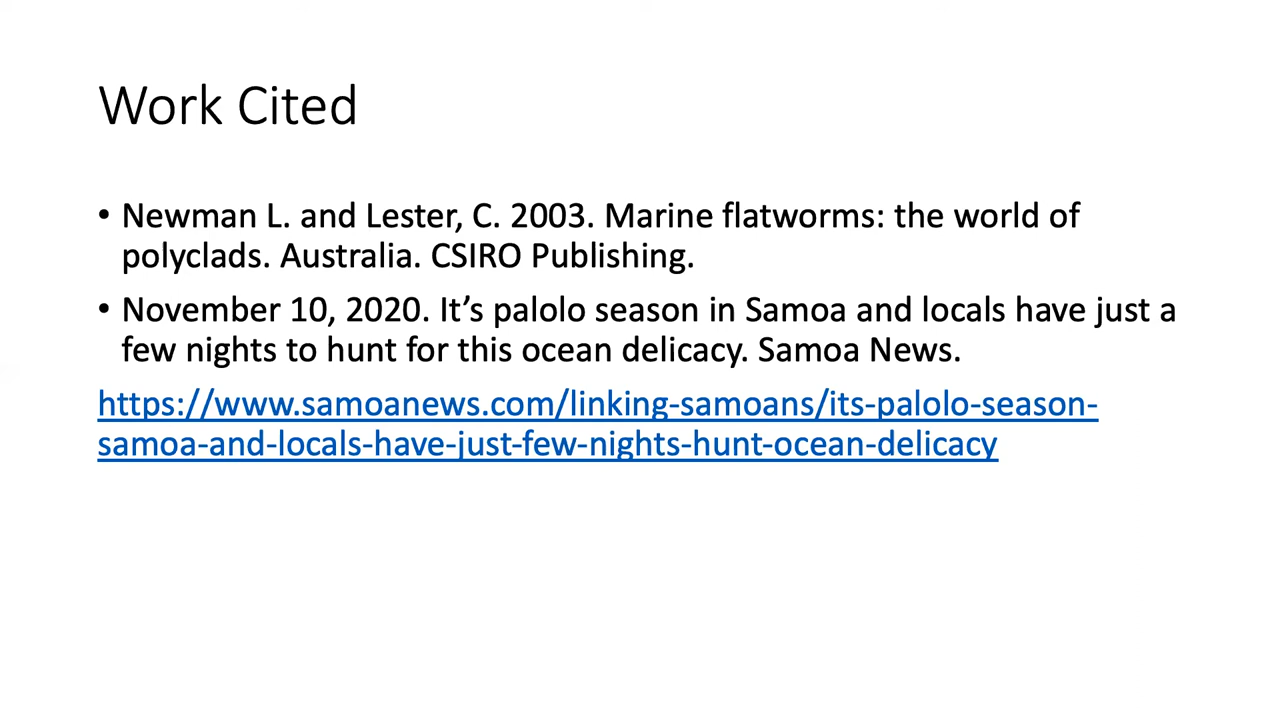 Work Cited
• Newman L. and Lester, C. 2003. Marine flatworms: the world of
polyclads. Australia. CSIRO Publishing.
• November 10, 2020. It’s palolo season in Samoa and locals have just a
few nights to hunt for this ocean delicacy. Samoa News.
https://www.samoanews.com/linking-samoans/its-palolo-season-
samoa-and-locals-have-just-few-nights-hunt-ocean-delicacy